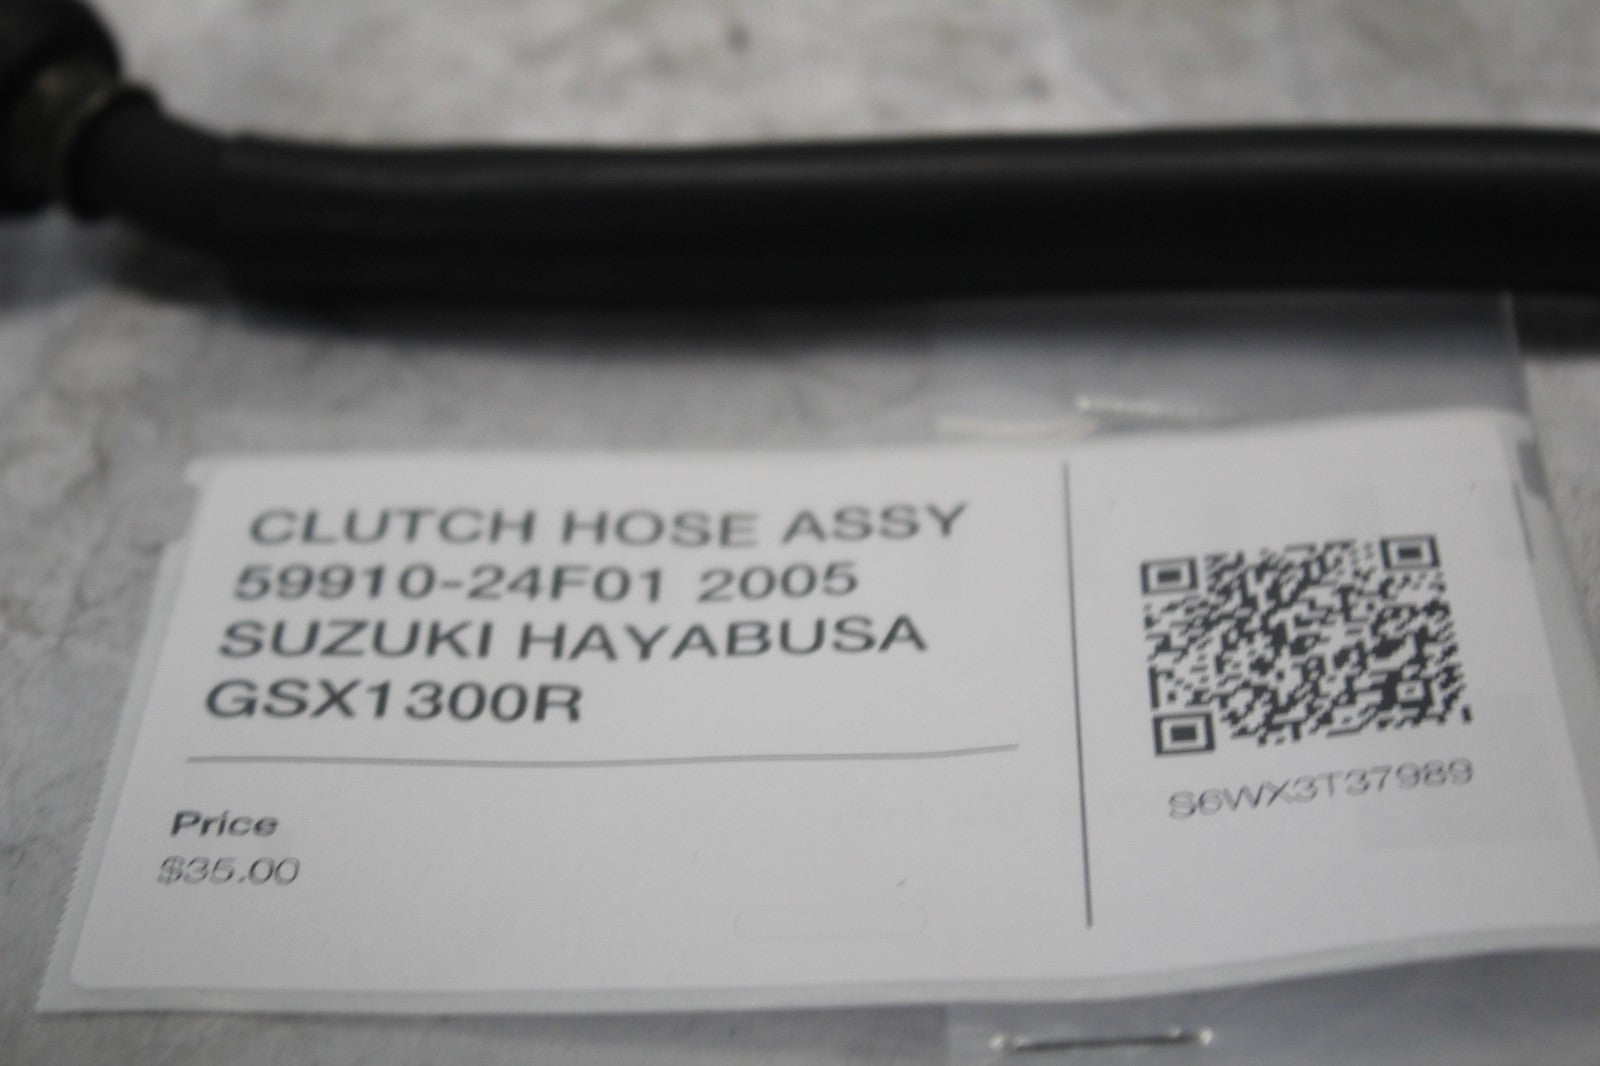 CLUTCH HOSE ASSY
59910-24F01 2005
SUZUKI HAYABUSA
GSX1300R
Price
$35.00
S6WX3T37989